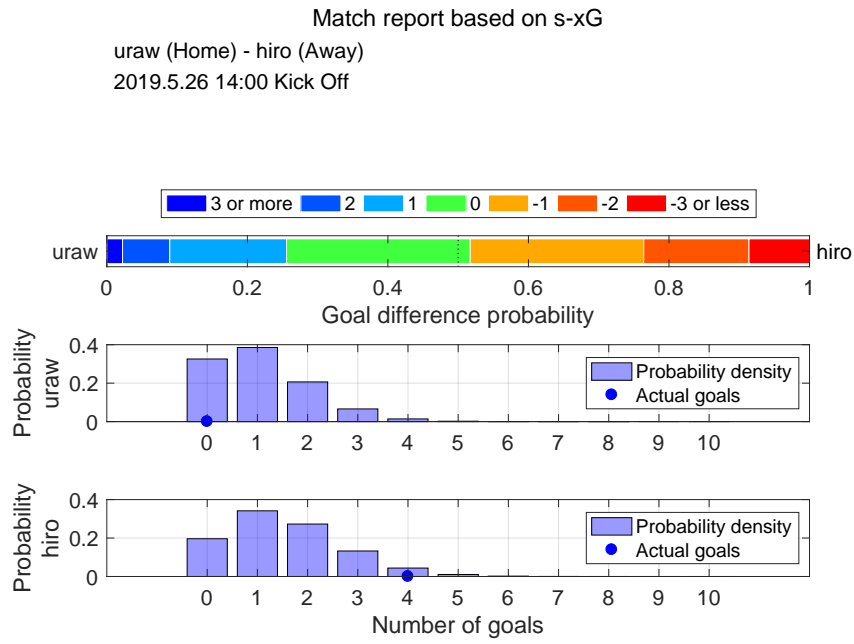 Match report based on s-xG
uraw (Home) - hiro (Away)
2019.5.26 14:00 Kick Off
3 or more 2 1 0 -1 -2 -3 or less
uraw hiro
0 0.2 0.4 0.6 0.8 1
Goal difference probability
Probability
uraw
0.4
0.2
0
Probability density
Actual goals
0 1 2 3 4 5 6 7 8 9 10
Probability
hiro
0.4
0.2
0
Probability density
Actual goals
0 1 2 3 4 5 6 7 8 9 10
Number of goals